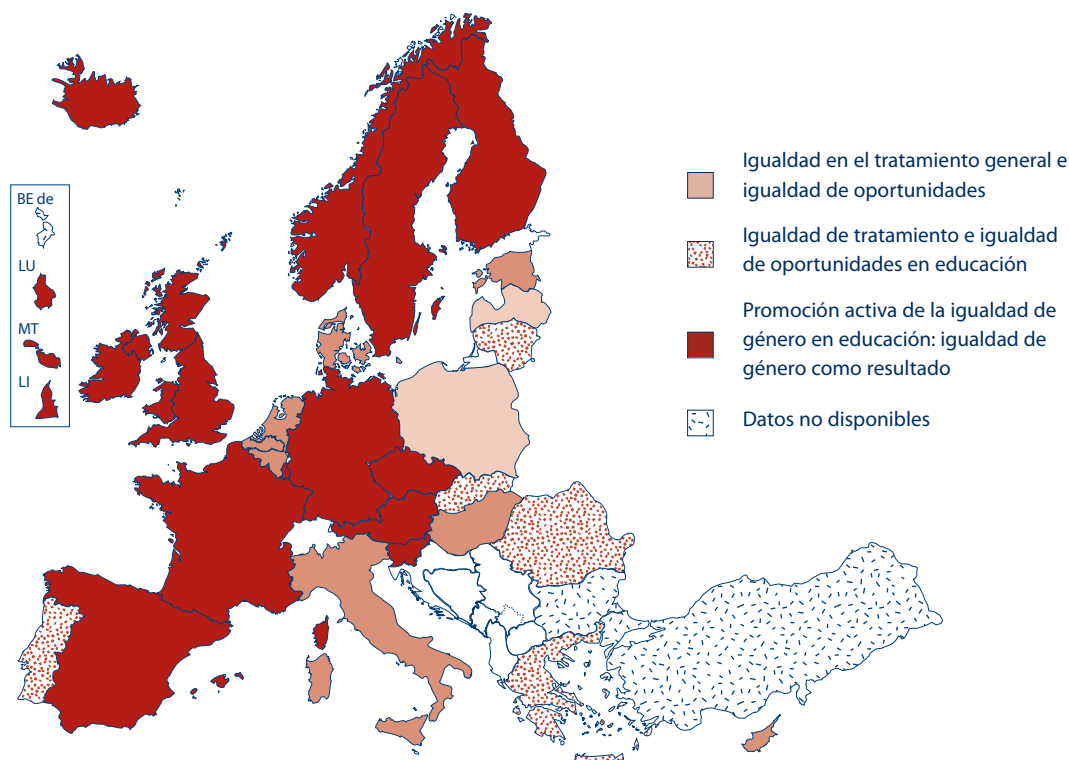 BE de
LU
MT
LI
Igualdad en el tratamiento general e
igualdad de oportunidades
Igualdad de tratamiento e igualdad
de oportunidades en educación
Promoción activa de la igualdad de
género en educación: igualdad de
género como resultado
Datos no disponibles